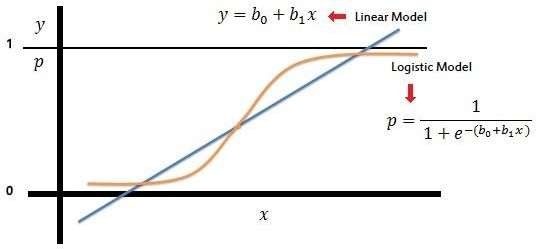 y
y = b₀ + b₁x
Linear Model
1
p
Logistic Model
p = 1 / (1 + e^−(b₀+b₁x))
0
x